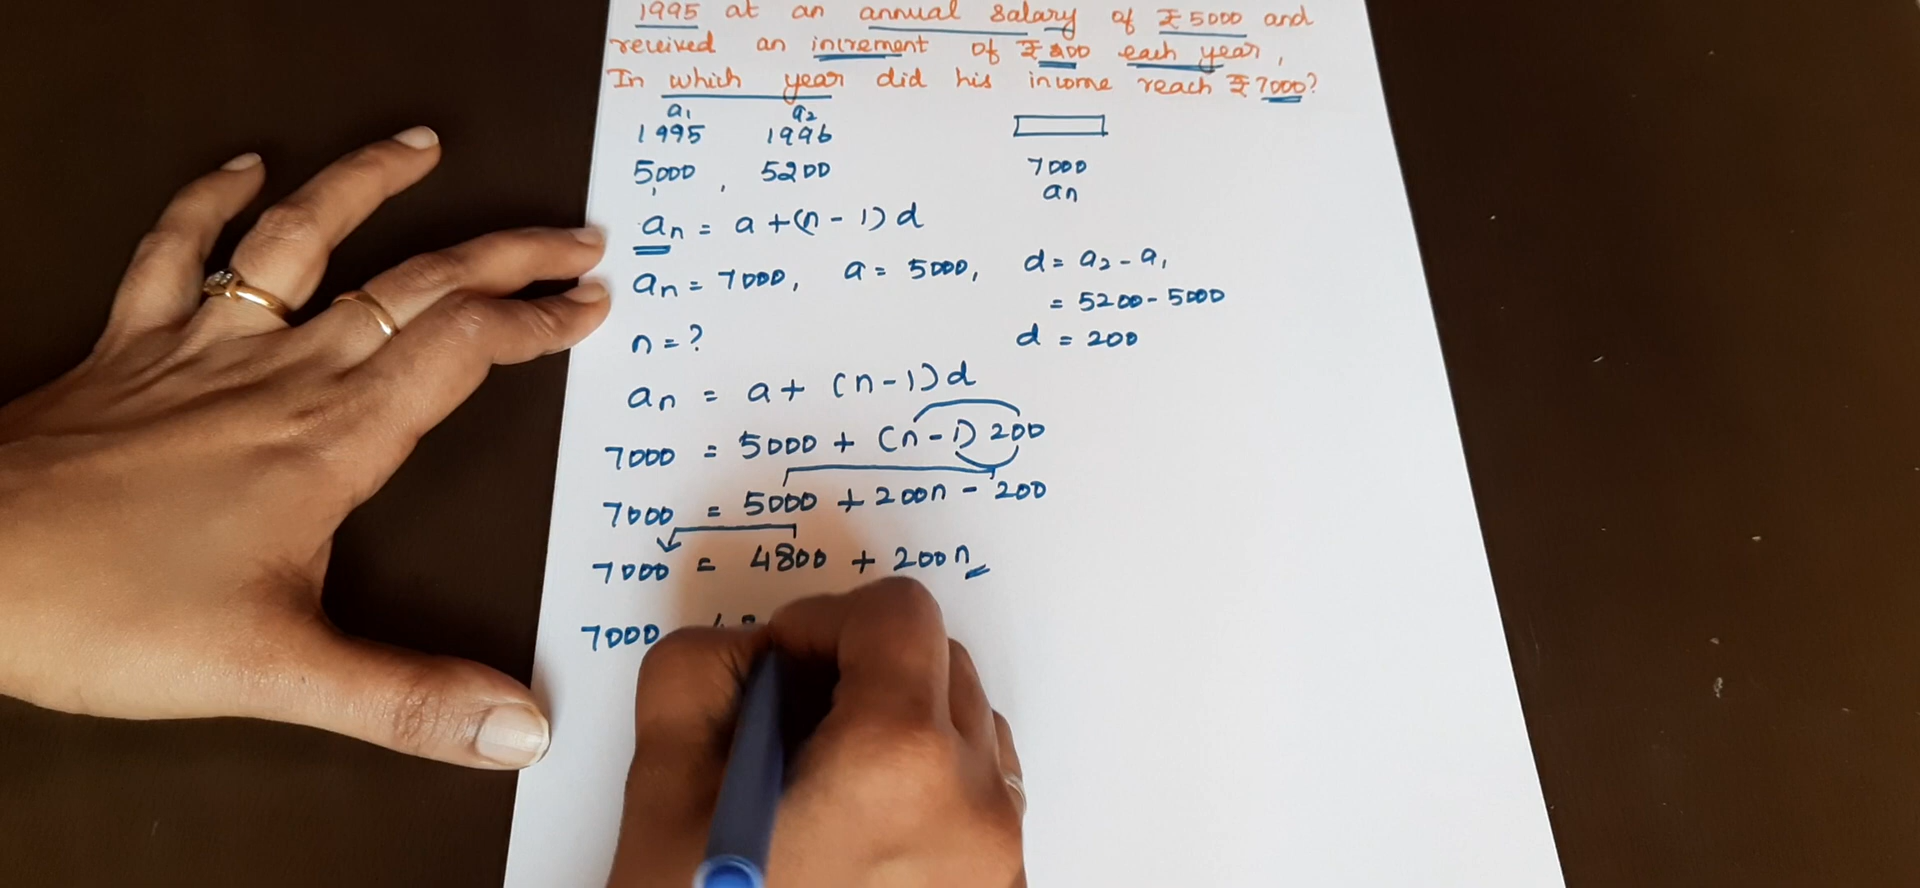 1995 at an annual salary of ₹5000 and
received an increment of ₹200 each year,
In which year did his income reach ₹7000?
a1 a2
1995 1996
5000, 5200 7000
an
an = a + (n - 1) d
an = 7000, a = 5000, d = a2 - a1
= 5200 - 5000
n = ? d = 200
an = a + (n - 1) d
7000 = 5000 + (n - 1) 200
7000 = 5000 + 200n - 200
7000 = 4800 + 200n
7000